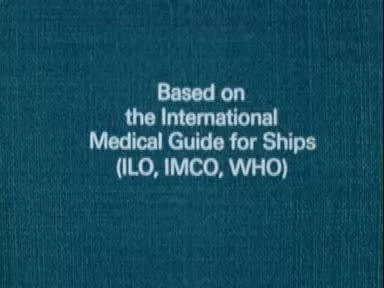 Based on
the International
Medical Guide for Ships
(ILO, IMCO, WHO)